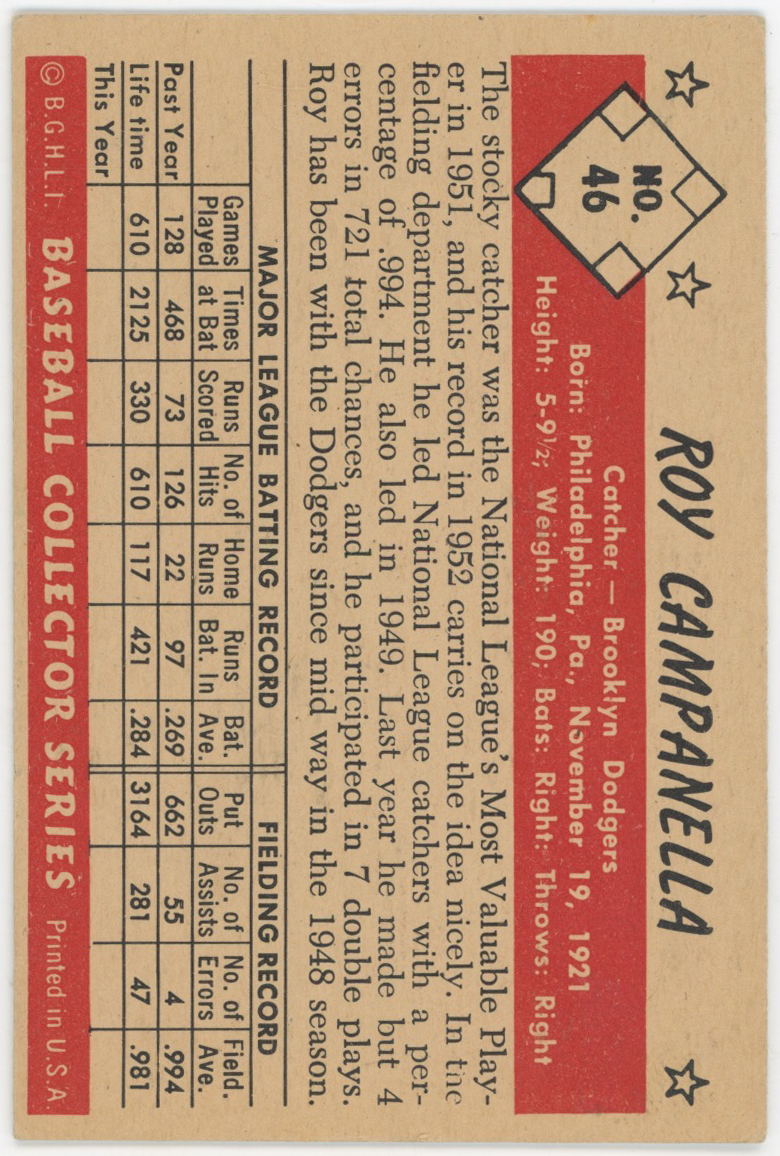 ROY CAMPANELLA
NO.
46
Catcher — Brooklyn Dodgers
Born: Philadelphia, Pa., November 19, 1921
Height: 5-9½; Weight: 190; Bats: Right: Throws: Right
The stocky catcher was the National League's Most Valuable Play-
er in 1951, and his record in 1952 carries on the idea nicely. In the
fielding department he led National League catchers with a per-
centage of .994. He also led in 1949. Last year he made but 4
errors in 721 total chances, and he participated in 7 double plays.
Roy has been with the Dodgers since mid way in the 1948 season.
MAJOR LEAGUE BATTING RECORD FIELDING RECORD
Games Times Runs No. of Home Runs Bat. Put No. of No. of Field.
Played at Bat Scored Hits Runs Bat. In Ave. Outs Assists Errors Ave.
Past Year 128 468 73 126 22 97 .269 662 55 4 .994
Life time 610 2125 330 610 117 421 .284 3164 281 47 .981
This Year
© B.G.H.L.I. BASEBALL COLLECTOR SERIES Printed in U.S.A.